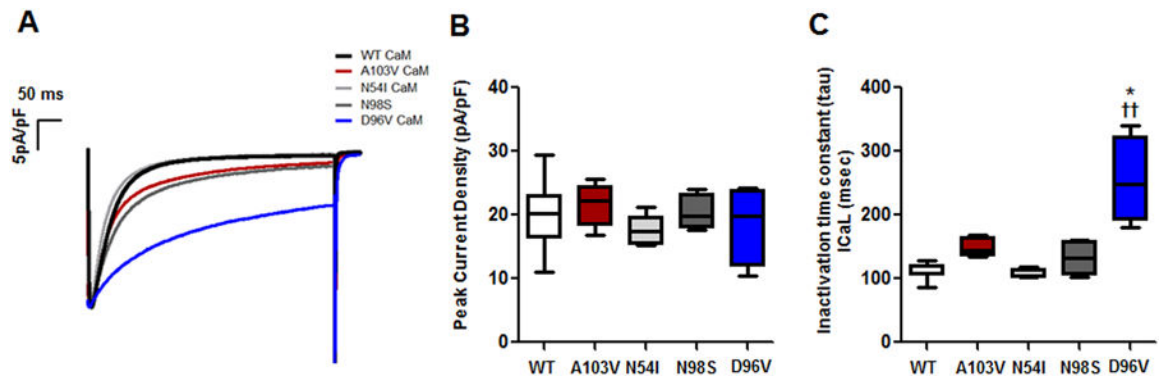 A
WT CaM
A103V CaM
N54I CaM
N98S
D96V CaM
50 ms
5pA/pF
B
Peak Current Density (pA/pF)
40
30
20
10
0
WT A103V N54I N98S D96V
C
Inactivation time constant (tau)
ICaL (msec)
400
300
200
100
0
*
††
WT A103V N54I N98S D96V